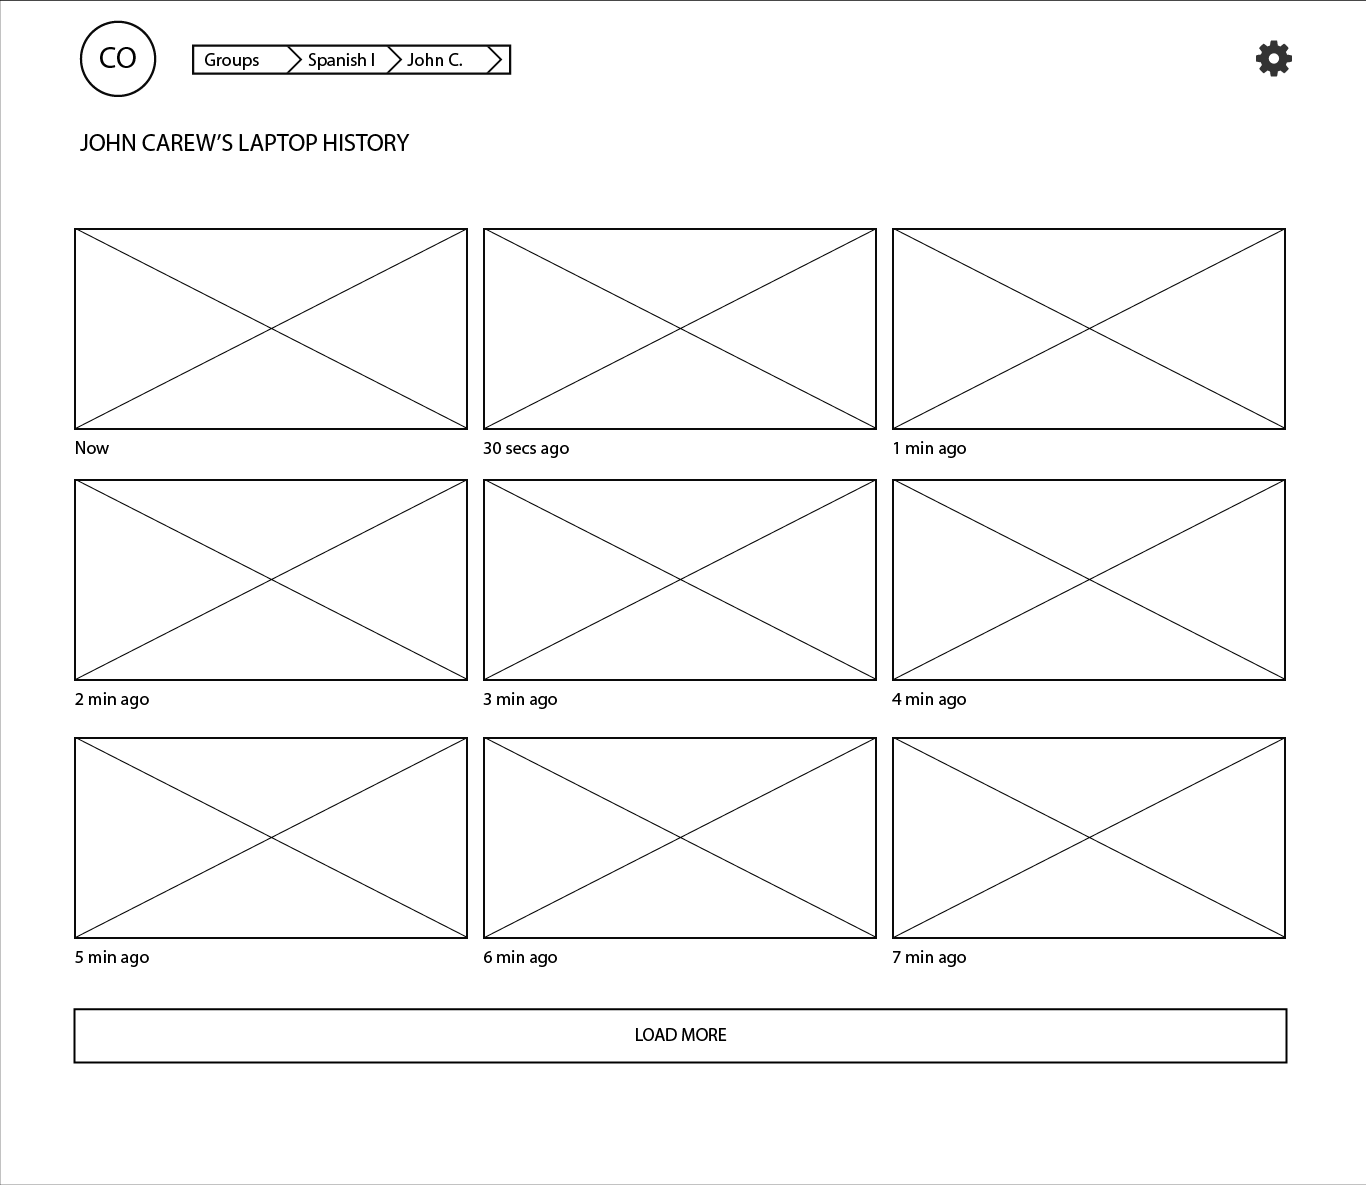 CO
Groups Spanish I John C.
JOHN CAREW’S LAPTOP HISTORY
Now 30 secs ago 1 min ago
2 min ago 3 min ago 4 min ago
5 min ago 6 min ago 7 min ago
LOAD MORE